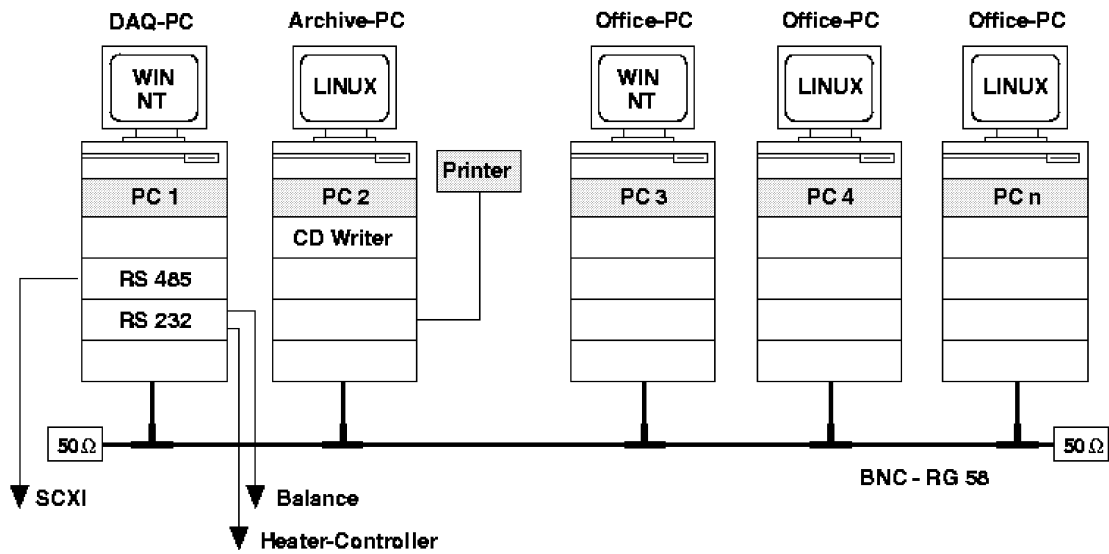 DAQ-PC Archive-PC Office-PC Office-PC Office-PC
WIN NT
LINUX
WIN NT
LINUX
LINUX
Printer
PC 1 PC 2 PC 3 PC 4 PC n
CD Writer
RS 485
RS 232
50 Ω 50 Ω
BNC - RG 58
SCXI Balance
Heater-Controller